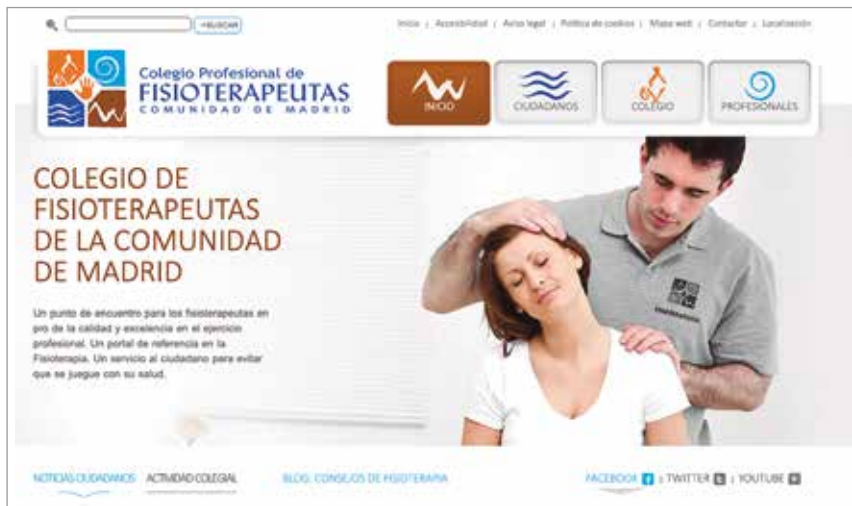 »BUSCAR
Inicio | Accesibilidad | Aviso legal | Política de cookies | Mapa web | Contactar | Localización
Colegio Profesional de
FISIOTERAPEUTAS
COMUNIDAD DE MADRID
INICIO
CIUDADANOS
COLEGIO
PROFESIONALES
COLEGIO DE
FISIOTERAPEUTAS
DE LA COMUNIDAD
DE MADRID
Un punto de encuentro para los fisioterapeutas en
pro de la calidad y excelencia en el ejercicio
profesional. Un portal de referencia en la
Fisioterapia. Un servicio al ciudadano para evitar
que se juegue con su salud.
NOTICIAS CIUDADANOS ACTIVIDAD COLEGIAL
BLOG: CONSEJOS DE FISIOTERAPIA
FACEBOOK | TWITTER | YOUTUBE